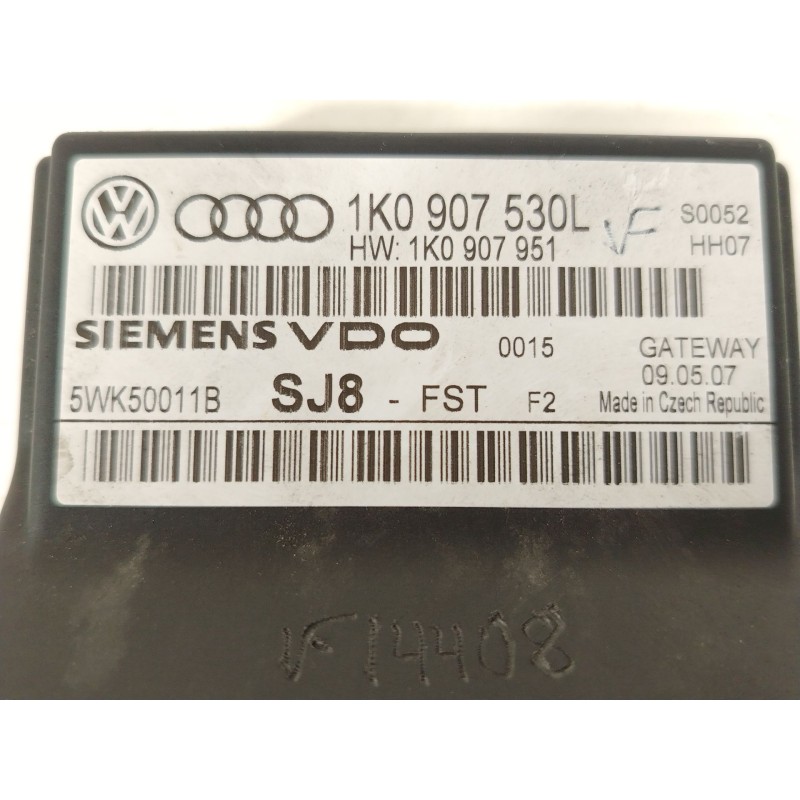 1K0 907 530L VF S0052
HW: 1K0 907 951 HH07
SIEMENS VDO 0015 GATEWAY
09.05.07
5WK50011B SJ8 - FST F2 Made in Czech Republic
VF14408